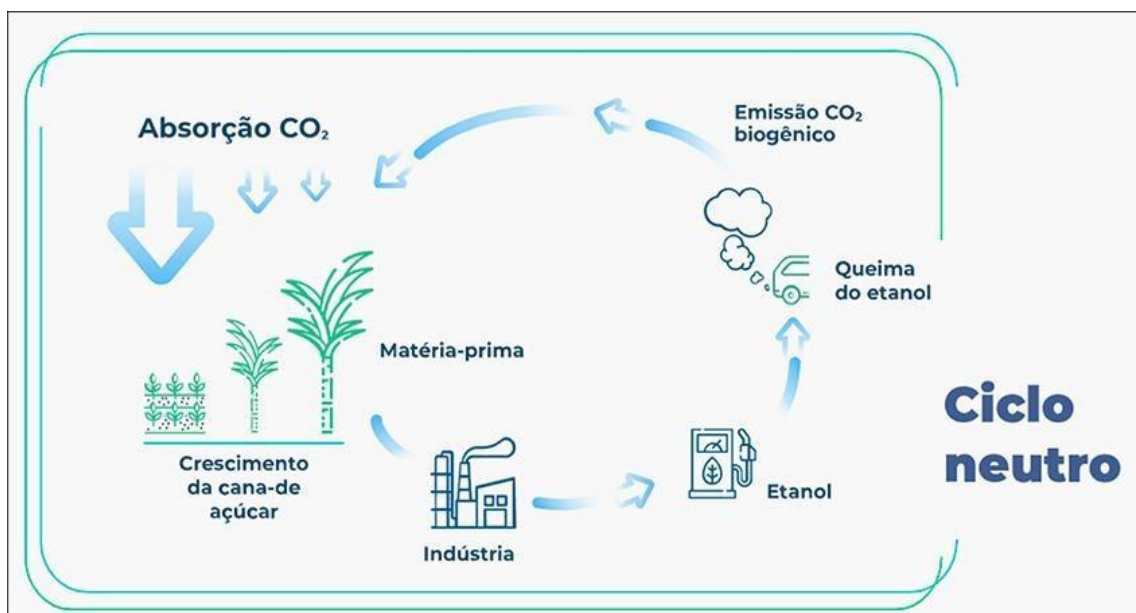 Absorção CO₂
Emissão CO₂
biogênico
Queima
do etanol
Matéria-prima
Crescimento
da cana-de
açúcar
Indústria
Etanol
Ciclo
neutro